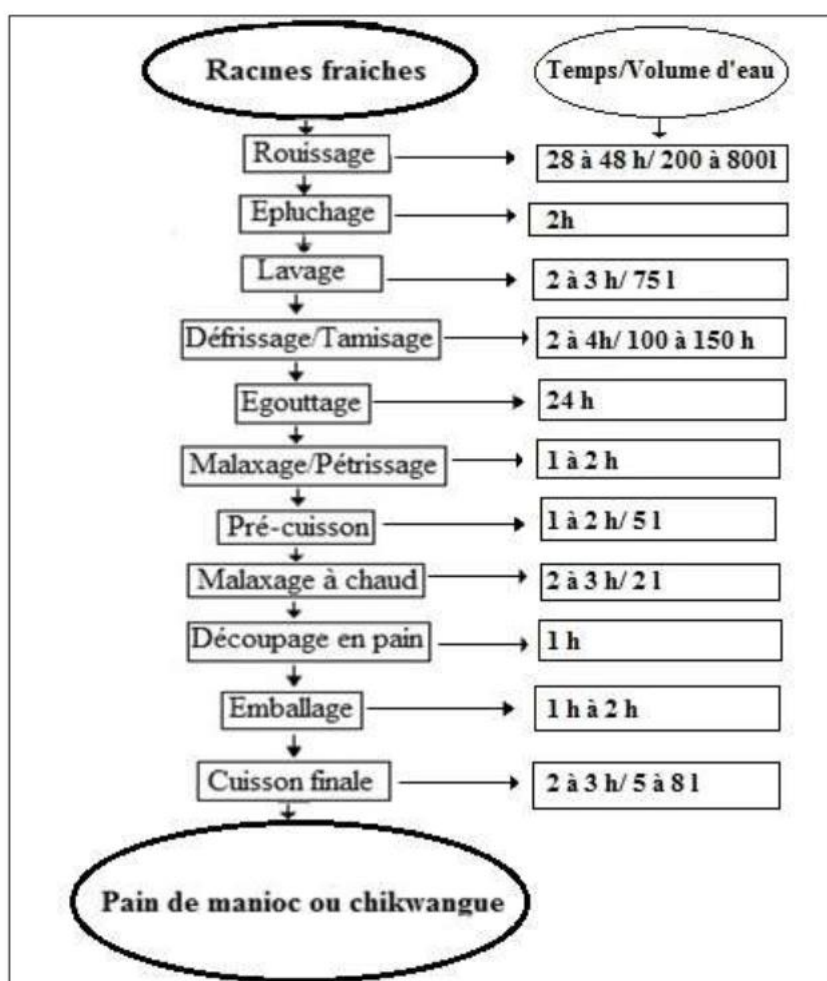 Racines fraiches
Temps/Volume d'eau
Rouissage
28 à 48 h/ 200 à 800l
Epluchage
2h
Lavage
2 à 3 h/ 75 l
Défrissage/Tamisage
2 à 4h/ 100 à 150 h
Egouttage
24 h
Malaxage/Pétrissage
1 à 2 h
Pré-cuisson
1 à 2 h/ 5 l
Malaxage à chaud
2 à 3 h/ 2 l
Découpage en pain
1 h
Emballage
1 h à 2 h
Cuisson finale
2 à 3 h/ 5 à 8 l
Pain de manioc ou chikwangue